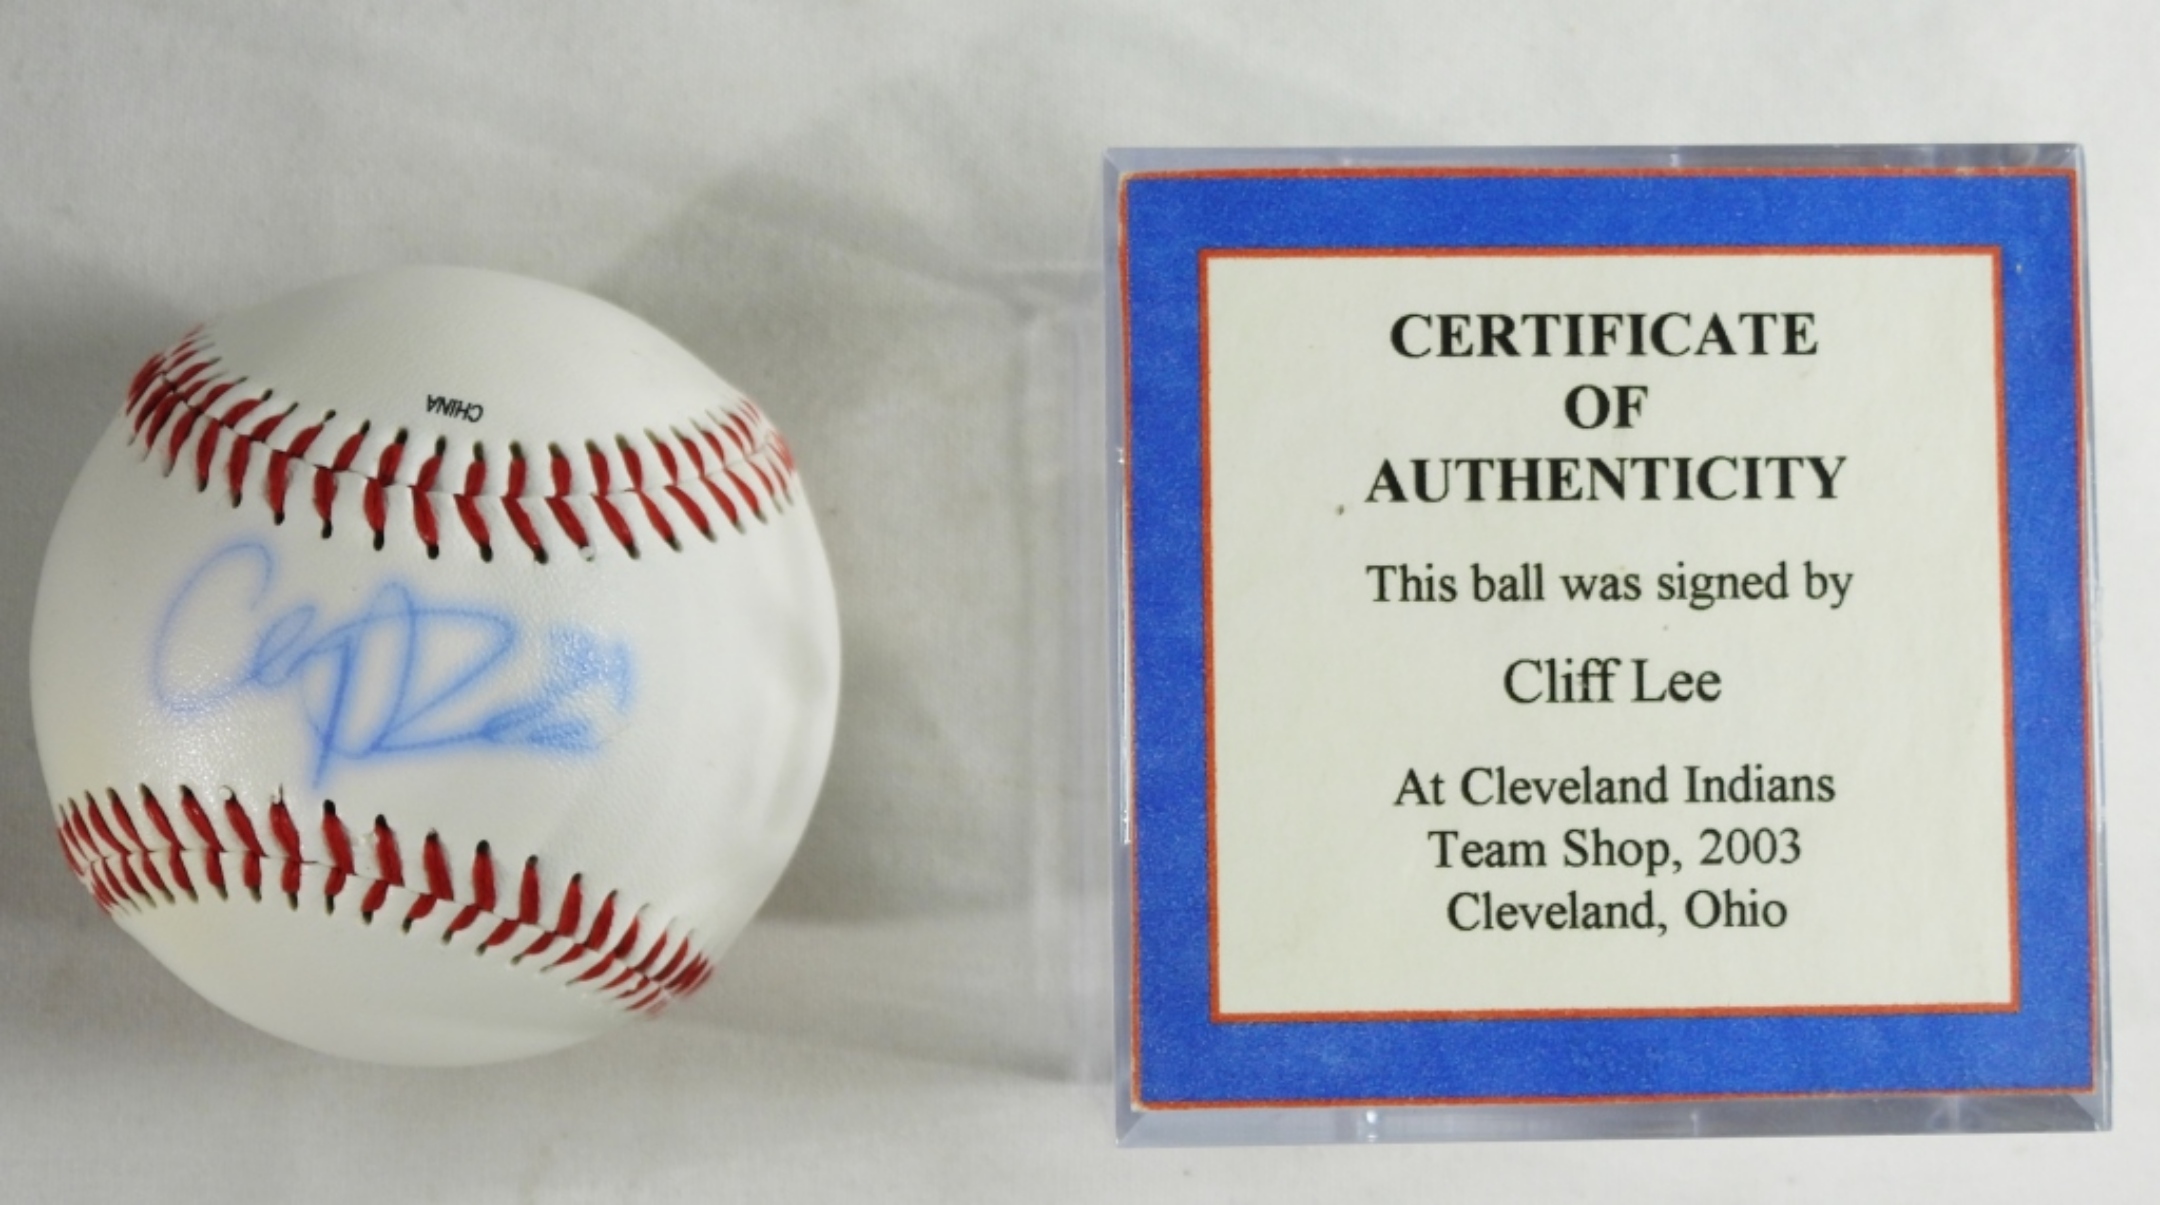 CHINA
CERTIFICATE
OF
AUTHENTICITY
This ball was signed by
Cliff Lee
At Cleveland Indians
Team Shop, 2003
Cleveland, Ohio